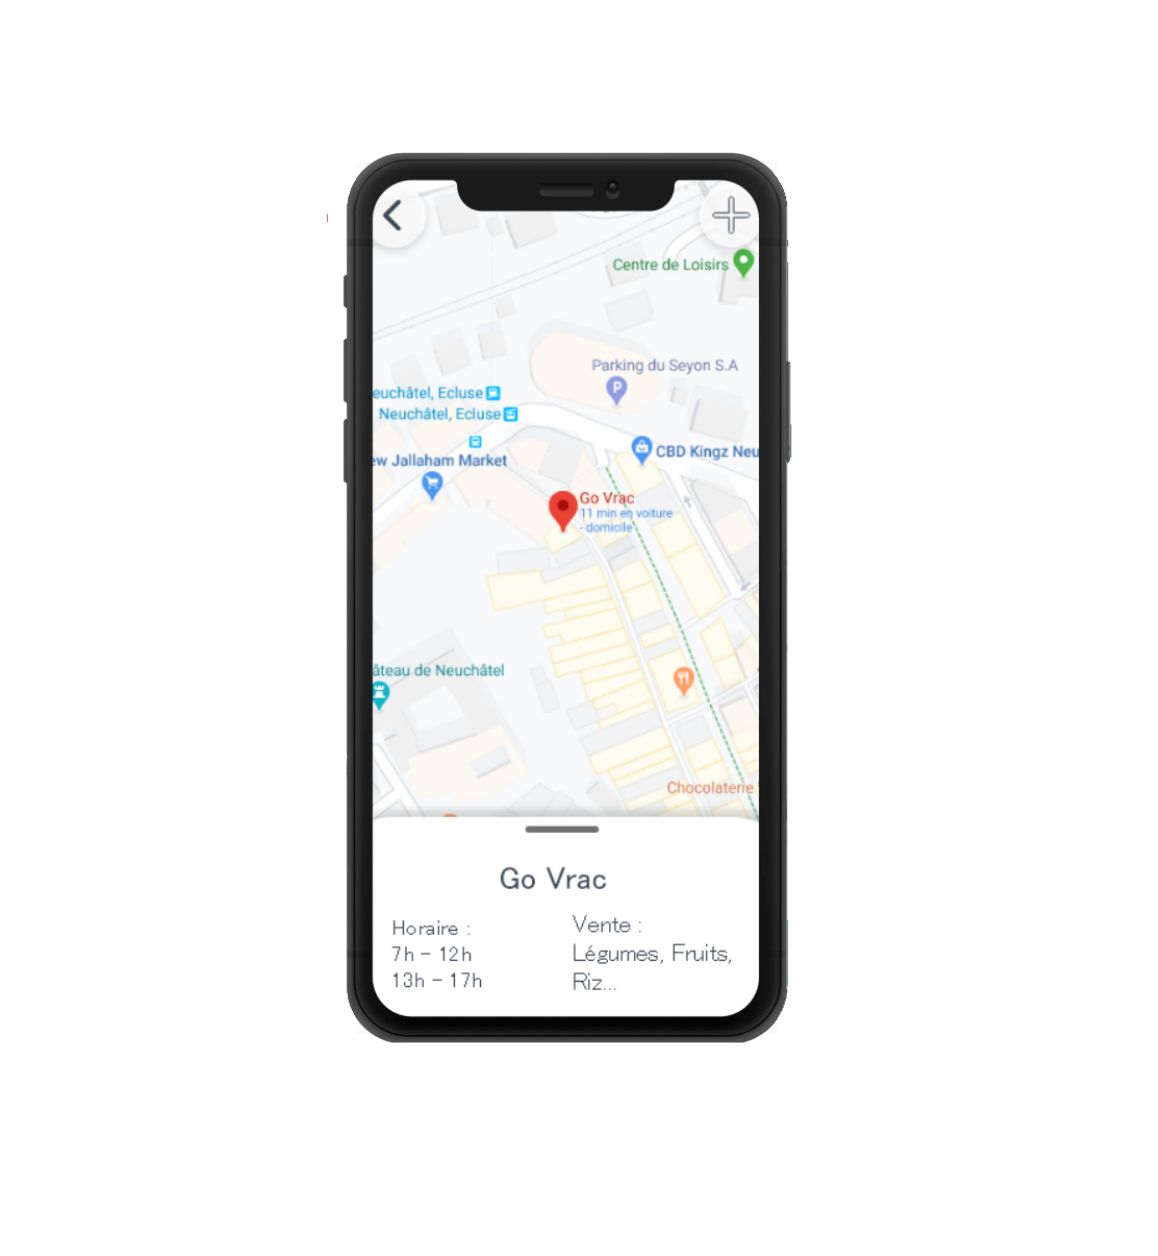 Centre de Loisirs
Parking du Seyon S.A
P
euchâtel, Ecluse
Neuchâtel, Ecluse
CBD Kingz Neu
ew Jallaham Market
Go Vrac
11 min en voiture
- domicile
âteau de Neuchâtel
Chocolaterie
Go Vrac
Horaire :
7h - 12h
13h - 17h
Vente :
Légumes, Fruits,
Riz...